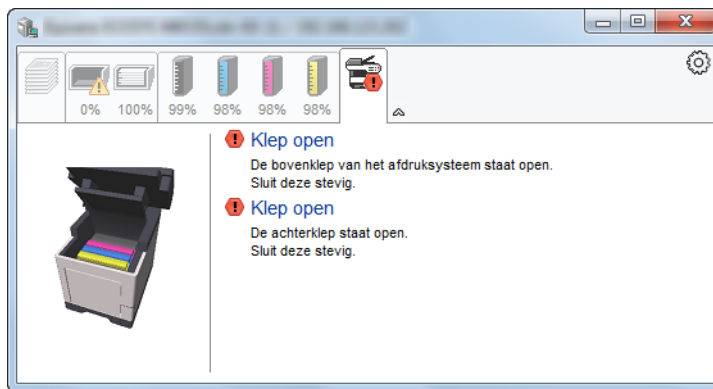 0%
100%
99%
98%
98%
98%
Klep open
De bovenklep van het afdruksysteem staat open.
Sluit deze stevig.
Klep open
De achterklep staat open.
Sluit deze stevig.